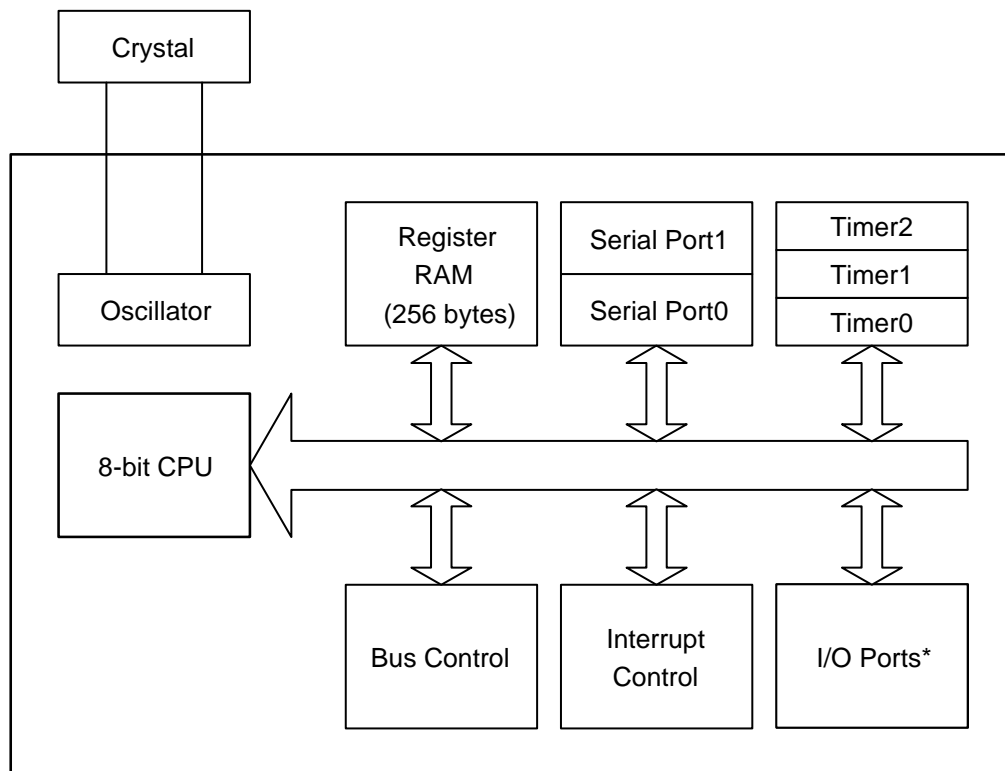 Crystal
Oscillator
Register
RAM
(256 bytes)
Serial Port1
Serial Port0
Timer2
Timer1
Timer0
8-bit CPU
Bus Control
Interrupt
Control
I/O Ports*